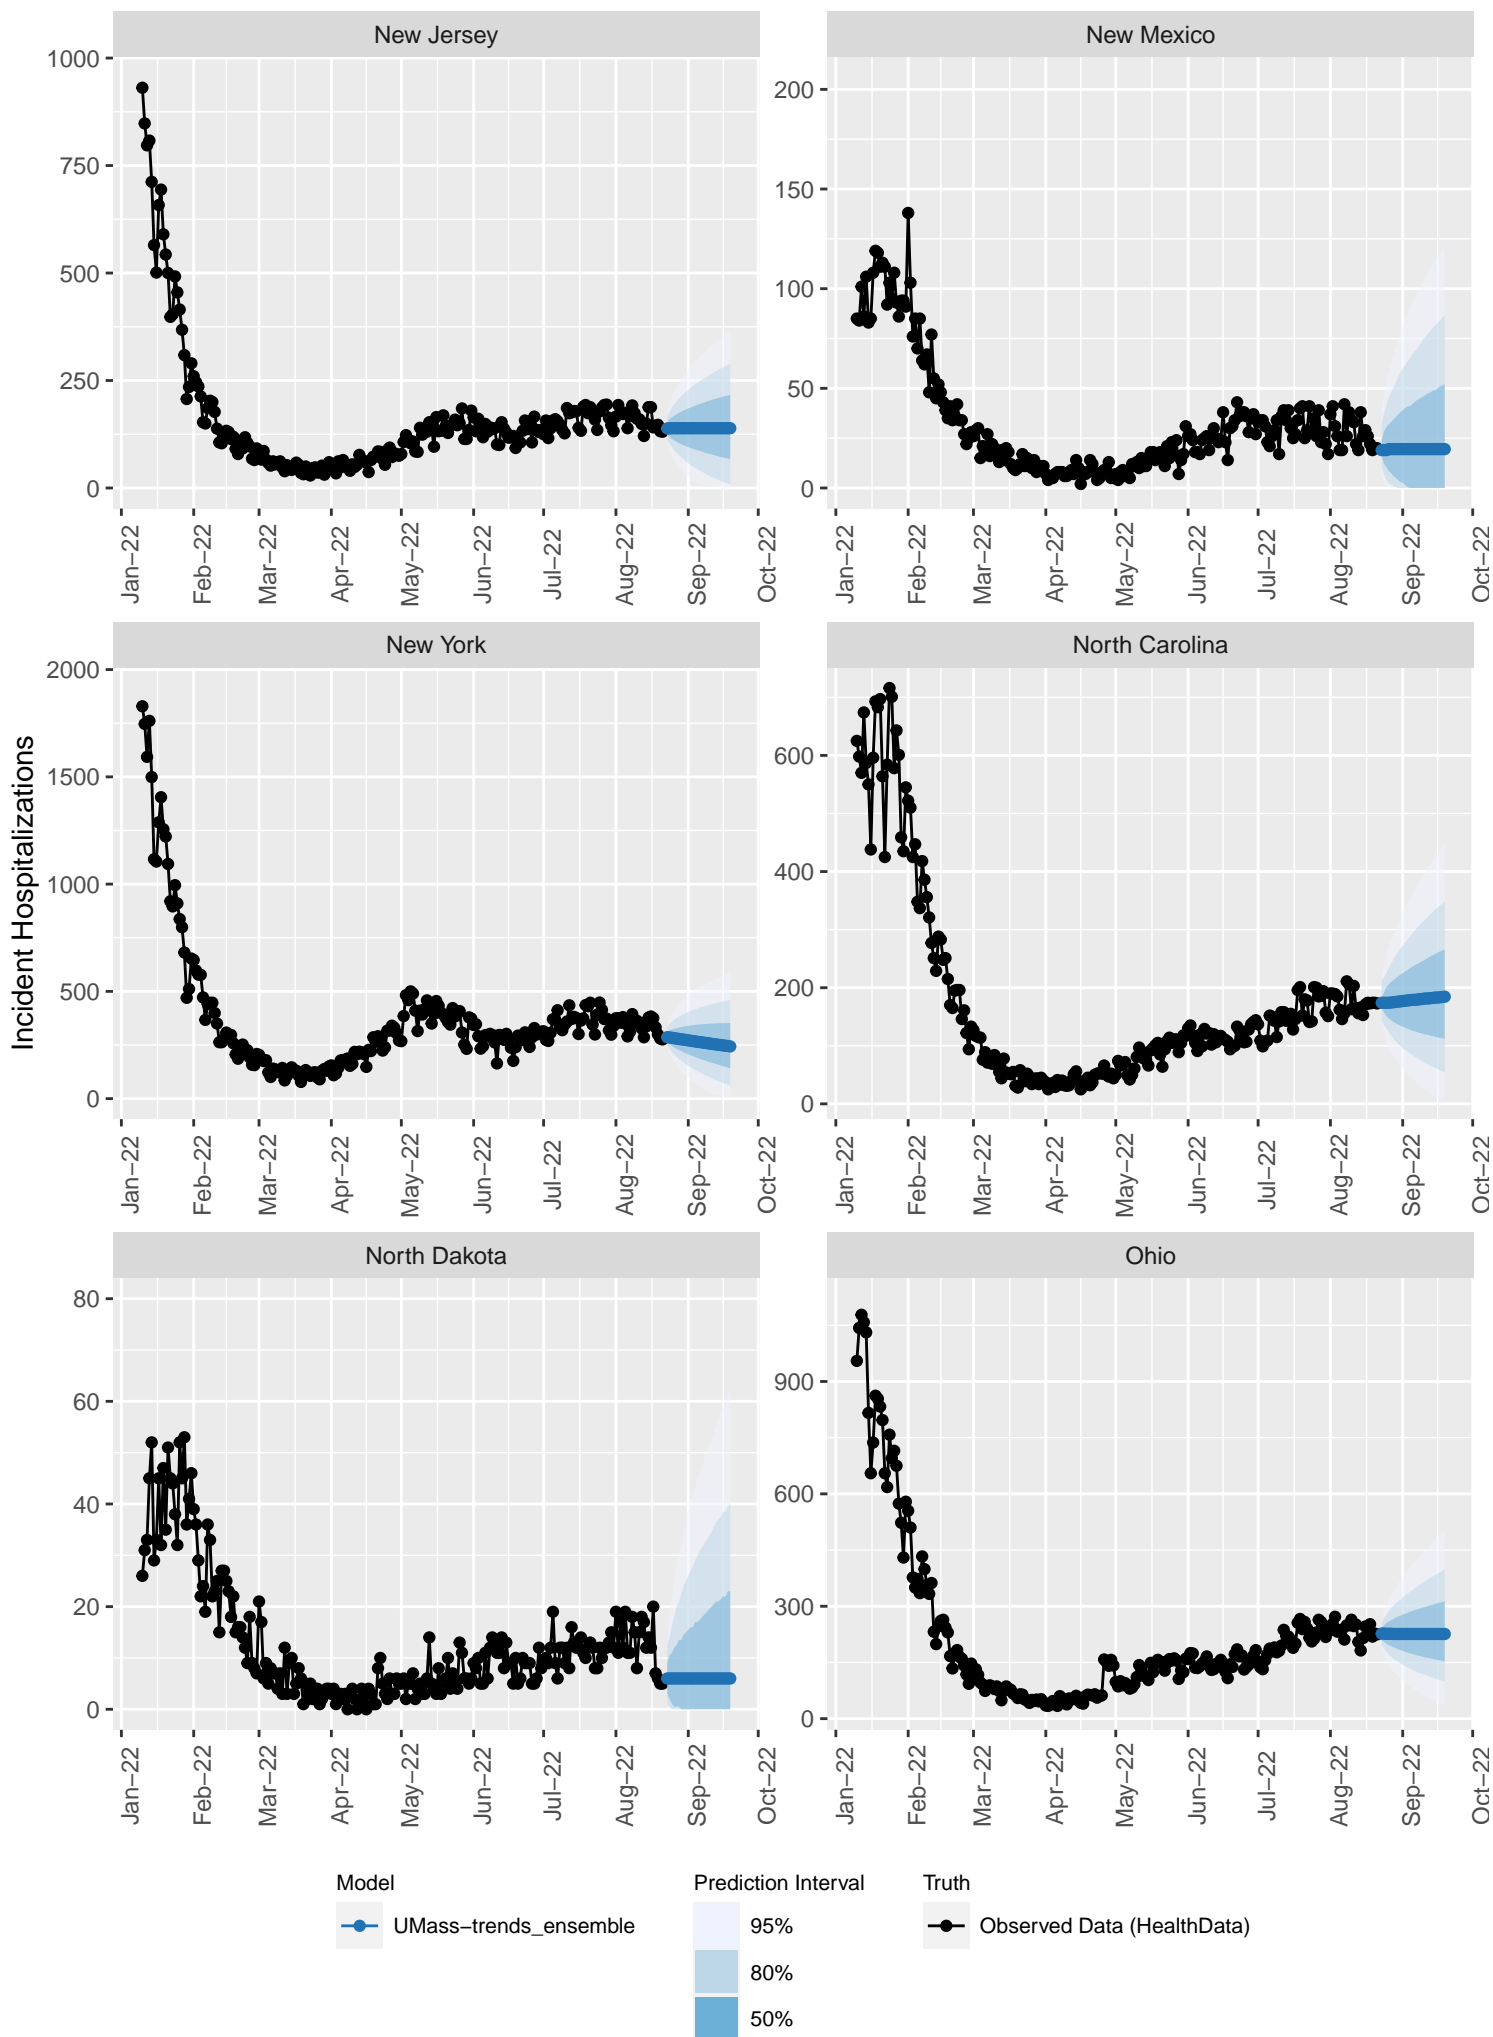 New Jersey
New Mexico
1000
750
500
250
0
200
150
100
50
0
Jan−22
Feb−22
Mar−22
Apr−22
May−22
Jun−22
Jul−22
Aug−22
Sep−22
Oct−22
Jan−22
Feb−22
Mar−22
Apr−22
May−22
Jun−22
Jul−22
Aug−22
Sep−22
Oct−22
Incident Hospitalizations
New York
North Carolina
2000
1500
1000
500
0
600
400
200
0
Jan−22
Feb−22
Mar−22
Apr−22
May−22
Jun−22
Jul−22
Aug−22
Sep−22
Oct−22
Jan−22
Feb−22
Mar−22
Apr−22
May−22
Jun−22
Jul−22
Aug−22
Sep−22
Oct−22
North Dakota
Ohio
80
60
40
20
0
900
600
300
0
Jan−22
Feb−22
Mar−22
Apr−22
May−22
Jun−22
Jul−22
Aug−22
Sep−22
Oct−22
Jan−22
Feb−22
Mar−22
Apr−22
May−22
Jun−22
Jul−22
Aug−22
Sep−22
Oct−22
Model
UMass−trends_ensemble
Prediction Interval
95%
80%
50%
Truth
Observed Data (HealthData)